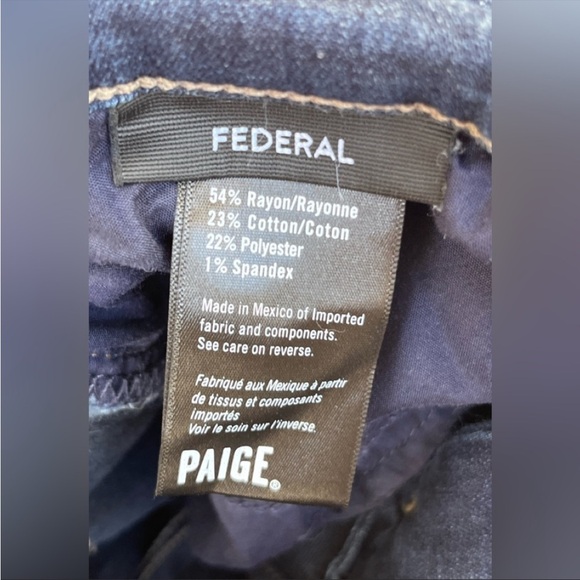 FEDERAL
54% Rayon/Rayonne
23% Cotton/Coton
22% Polyester
1% Spandex
Made in Mexico of Imported
fabric and components.
See care on reverse.
Fabriqué aux Mexique à partir
de tissus et composants
importés
Voir le soin sur l'inverse.
PAIGE®